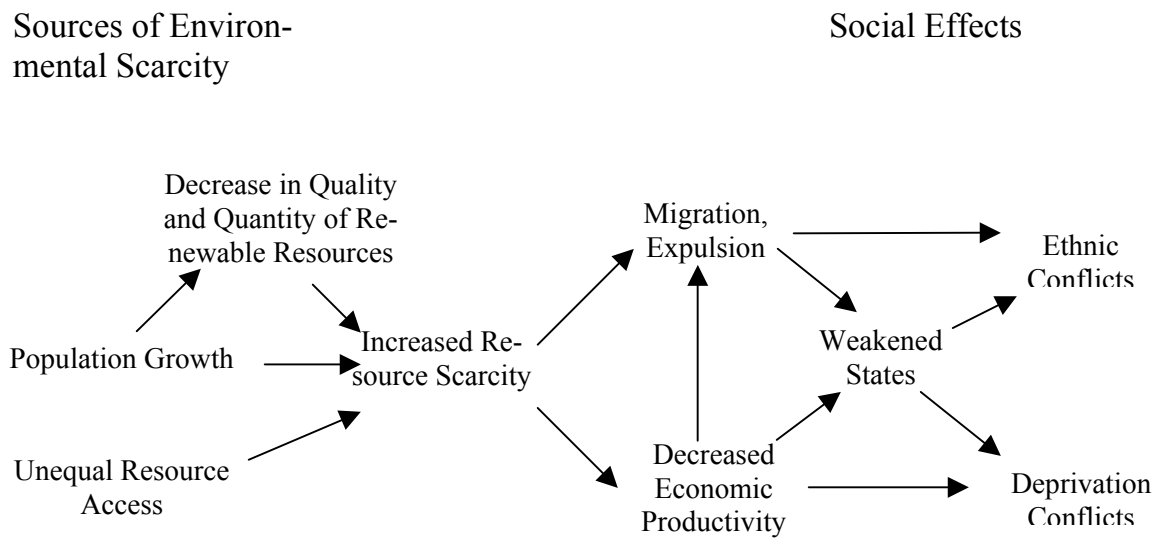 Sources of Environ-
mental Scarcity
Social Effects
Decrease in Quality
and Quantity of Re-
newable Resources
Population Growth
Unequal Resource
Access
Increased Re-
source Scarcity
Migration,
Expulsion
Decreased
Economic
Productivity
Weakened
States
Ethnic
Conflicts
Deprivation
Conflicts